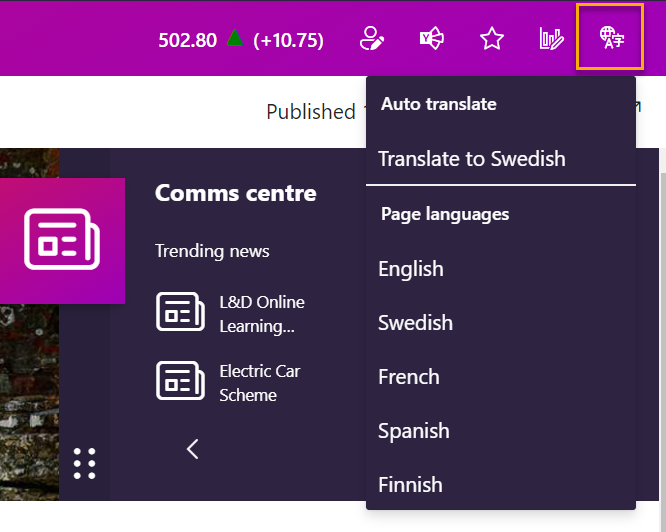 502.80 ▲ (+10.75)
Published
Auto translate
Translate to Swedish
Page languages
English
Swedish
French
Spanish
Finnish
Comms centre
Trending news
L&D Online
Learning...
Electric Car
Scheme